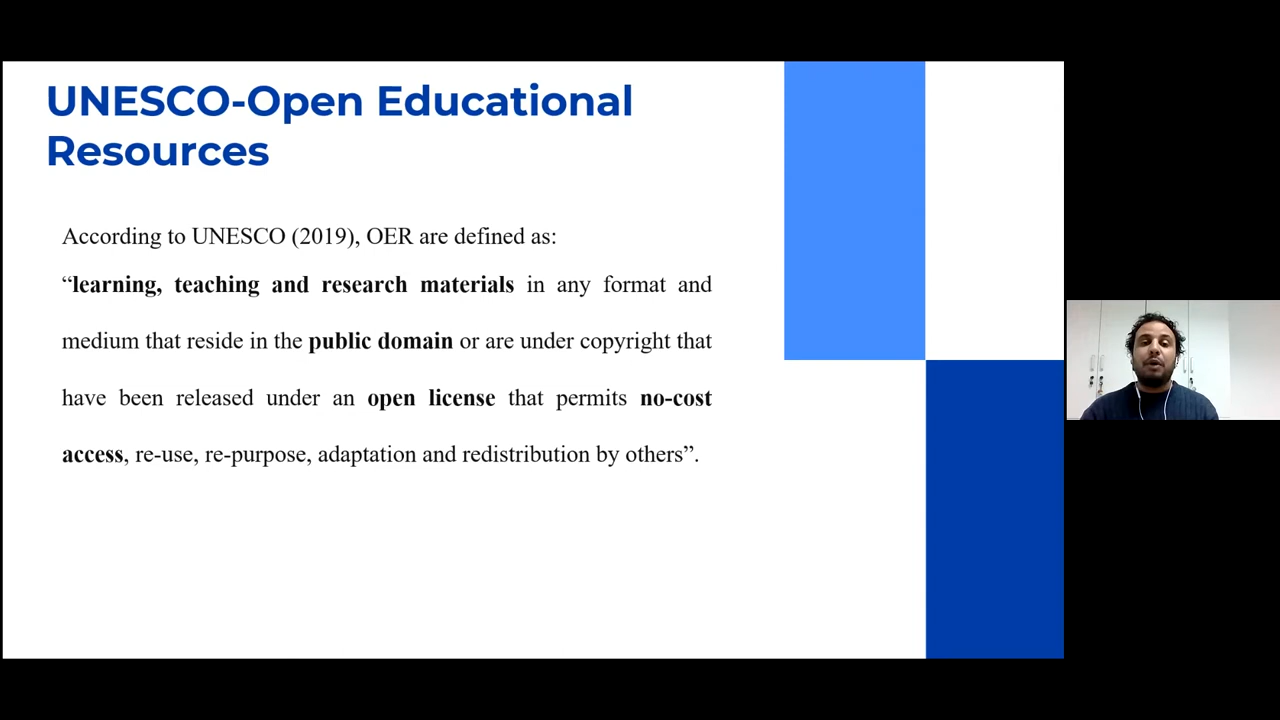 UNESCO-Open Educational
Resources
According to UNESCO (2019), OER are defined as:
“learning, teaching and research materials in any format and
medium that reside in the public domain or are under copyright that
have been released under an open license that permits no-cost
access, re-use, re-purpose, adaptation and redistribution by others”.